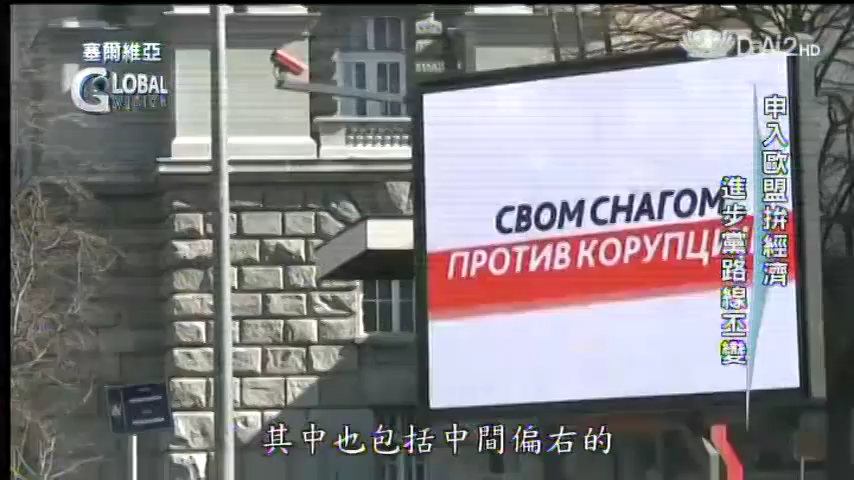 塞爾維亞
GLOBAL
DaAi2HD
申入歐盟拚經濟
進步黨路線不變
СВОМ СНАГОМ
ПРОТИВ КОРУПЦИ
其中也包括中間偏右的